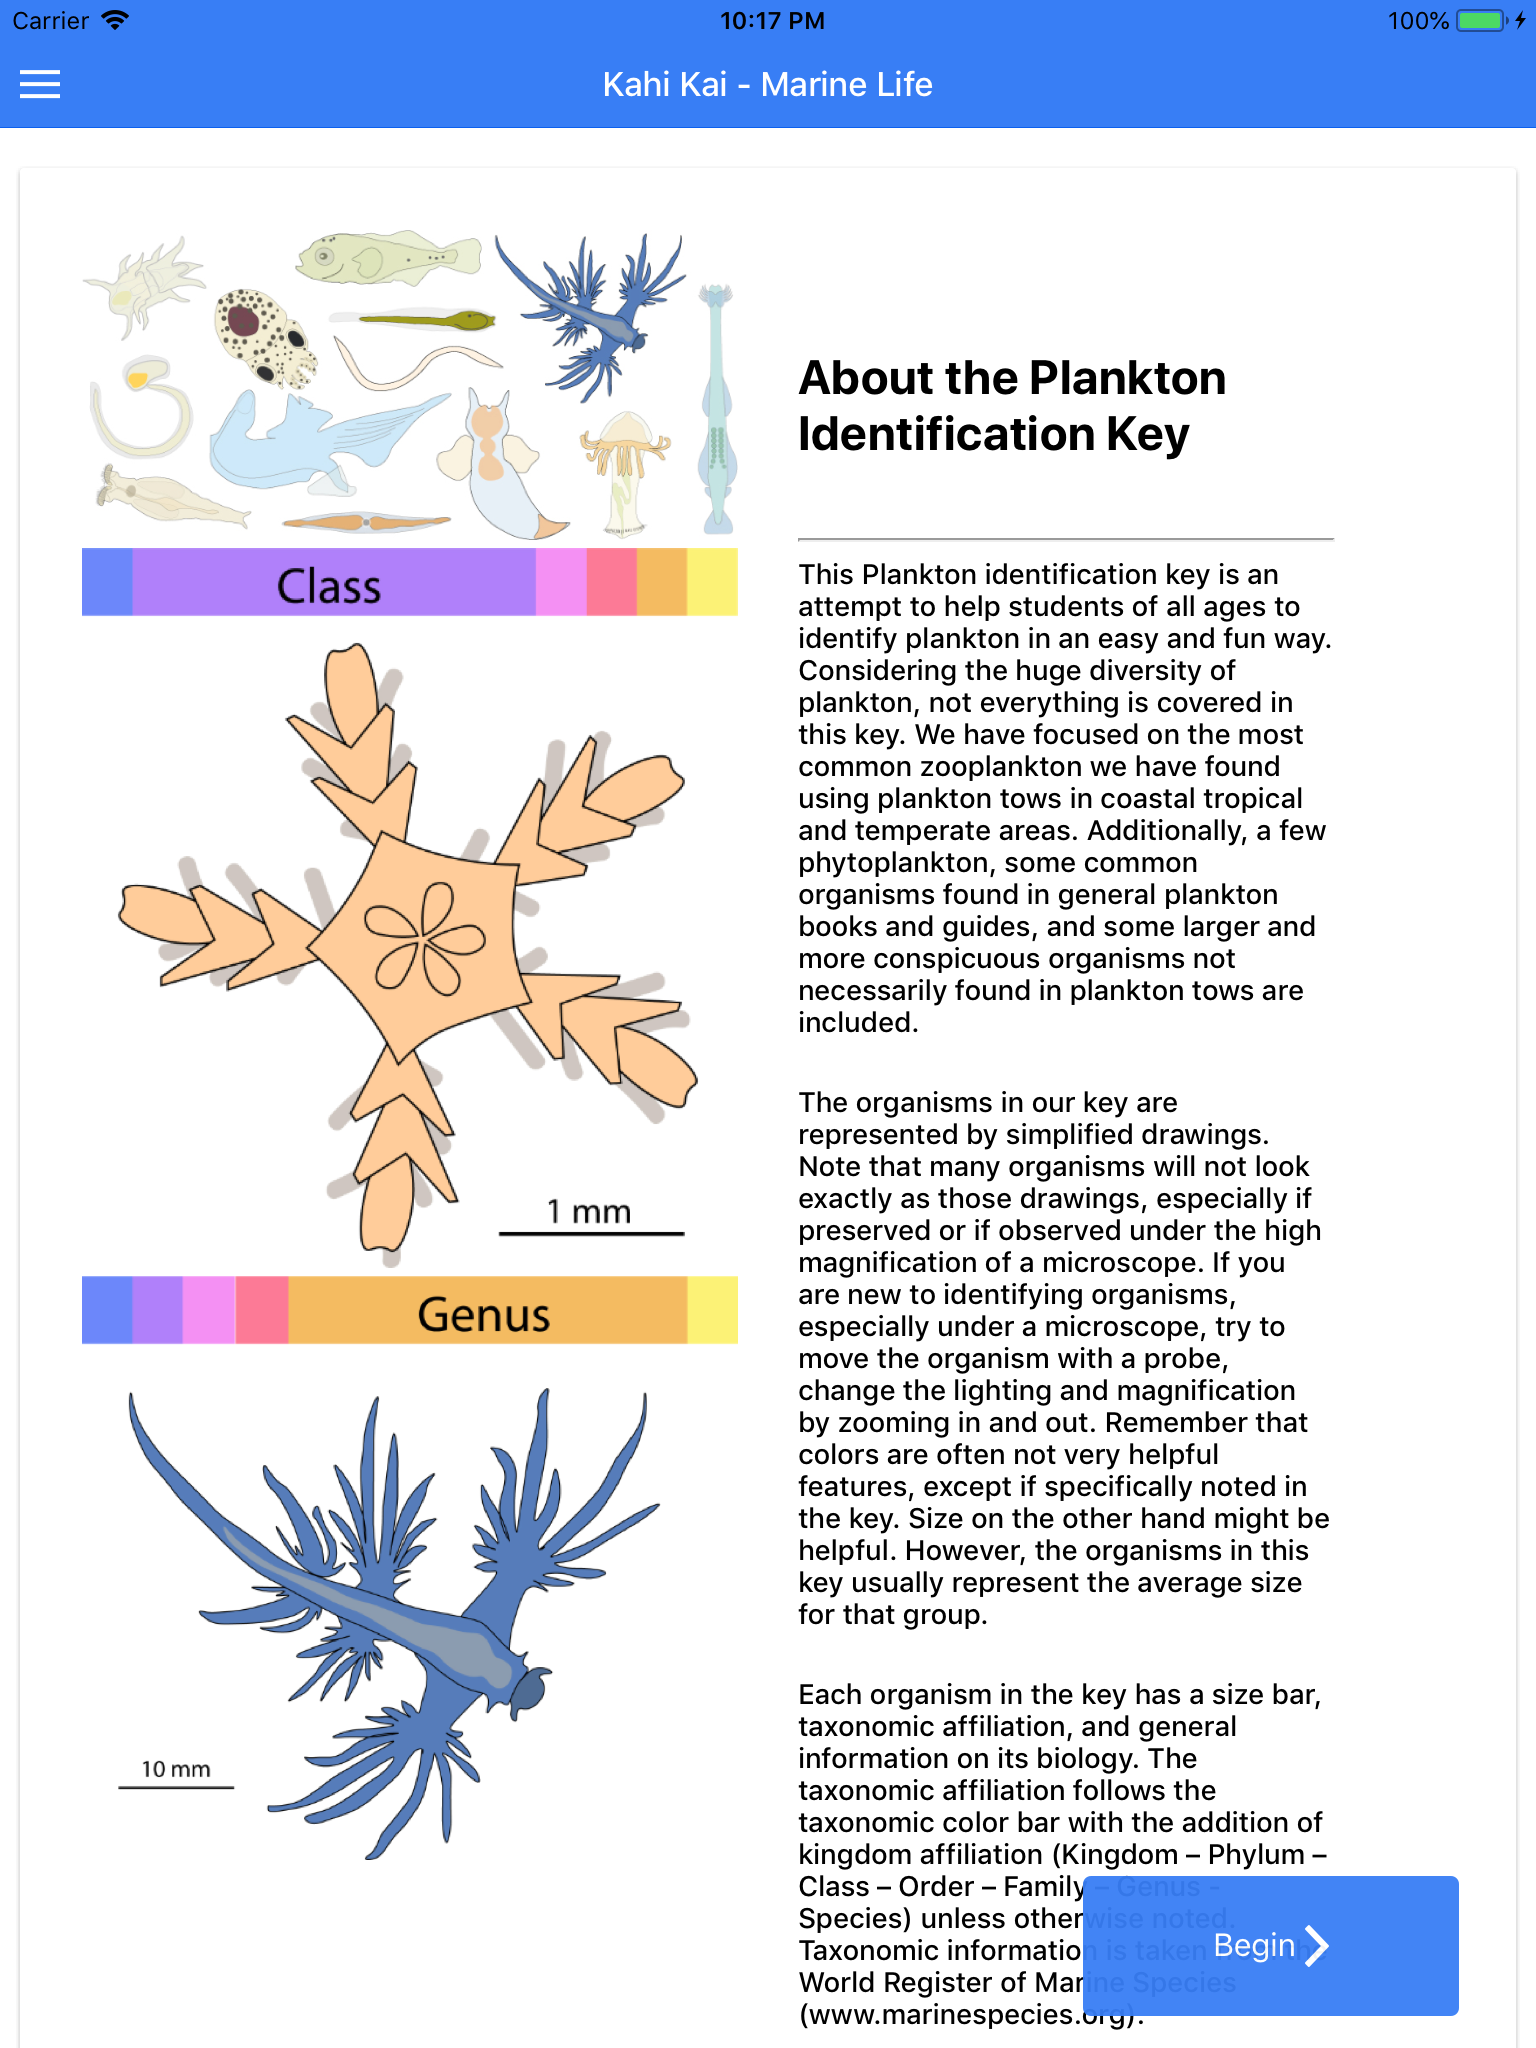 Carrier 10:17 PM 100%
Kahi Kai - Marine Life
Class
1 mm
Genus
10 mm
About the Plankton
Identification Key
This Plankton identification key is an
attempt to help students of all ages to
identify plankton in an easy and fun way.
Considering the huge diversity of
plankton, not everything is covered in
this key. We have focused on the most
common zooplankton we have found
using plankton tows in coastal tropical
and temperate areas. Additionally, a few
phytoplankton, some common
organisms found in general plankton
books and guides, and some larger and
more conspicuous organisms not
necessarily found in plankton tows are
included.
The organisms in our key are
represented by simplified drawings.
Note that many organisms will not look
exactly as those drawings, especially if
preserved or if observed under the high
magnification of a microscope. If you
are new to identifying organisms,
especially under a microscope, try to
move the organism with a probe,
change the lighting and magnification
by zooming in and out. Remember that
colors are often not very helpful
features, except if specifically noted in
the key. Size on the other hand might be
helpful. However, the organisms in this
key usually represent the average size
for that group.
Each organism in the key has a size bar,
taxonomic affiliation, and general
information on its biology. The
taxonomic affiliation follows the
taxonomic color bar with the addition of
kingdom affiliation (Kingdom – Phylum –
Class – Order – Family – Genus -
Species) unless otherwise noted.
Taxonomic information is taken
World Register of Marine Species
(www.marinespecies.org).
Begin